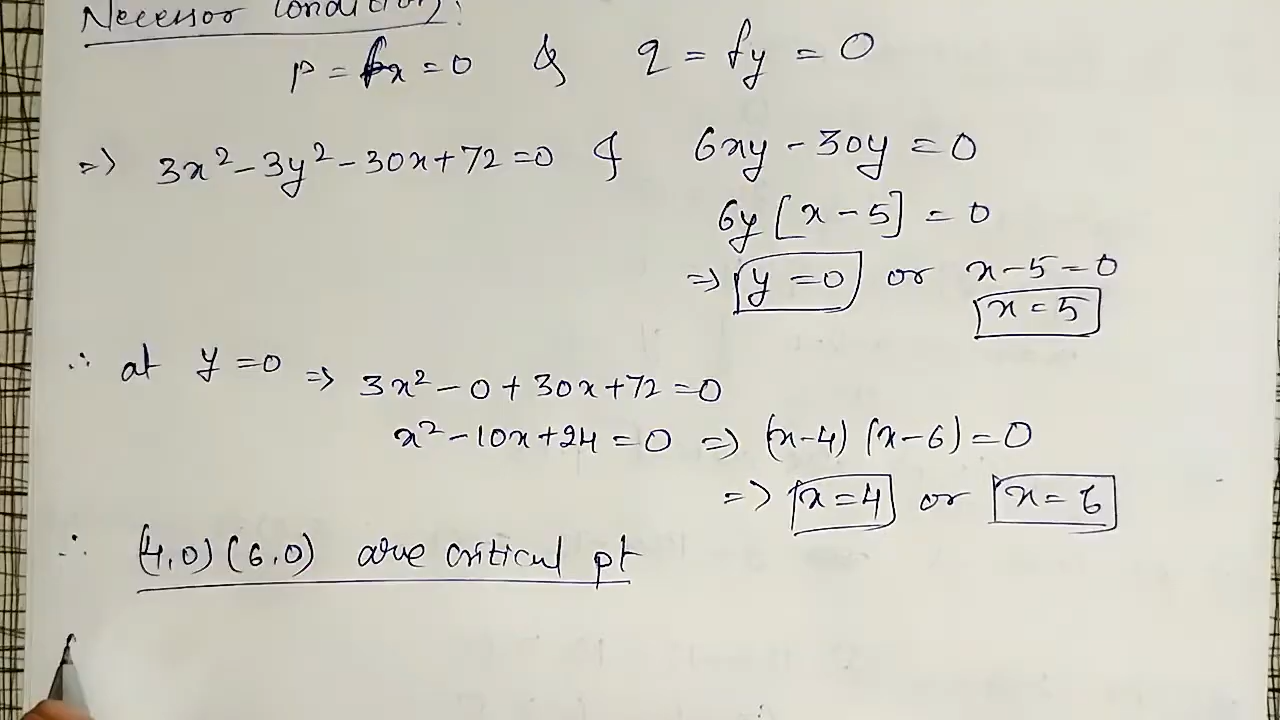 Necessor Condition:
p = fx = 0 & q = fy = 0
=> 3x² - 3y² - 30x + 72 = 0 & 6xy - 30y = 0
6y [x - 5] = 0
=> y = 0 or x - 5 = 0
x = 5
∴ at y = 0 => 3x² - 0 + 30x + 72 = 0
x² - 10x + 24 = 0 => (x-4) (x-6) = 0
=> x = 4 or x = 6
∴ (4,0) (6,0) are critical pt